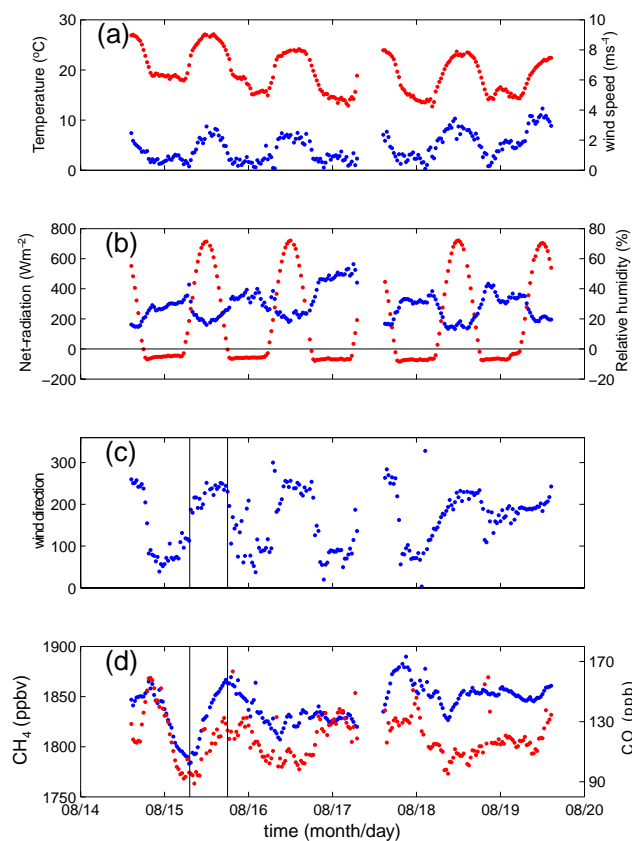 (a)
30
20
10
0
Temperature (°C)
10
8
6
4
2
0
wind speed (ms⁻¹)
(b)
800
600
400
200
0
−200
Net-radiation (Wm⁻²)
80
60
40
20
0
−20
Relative humidity (%)
(c)
300
200
100
0
wind direction
(d)
1900
1850
1800
1750
CH₄ (ppbv)
170
130
90
CO (ppb)
08/14 08/15 08/16 08/17 08/18 08/19 08/20
time (month/day)